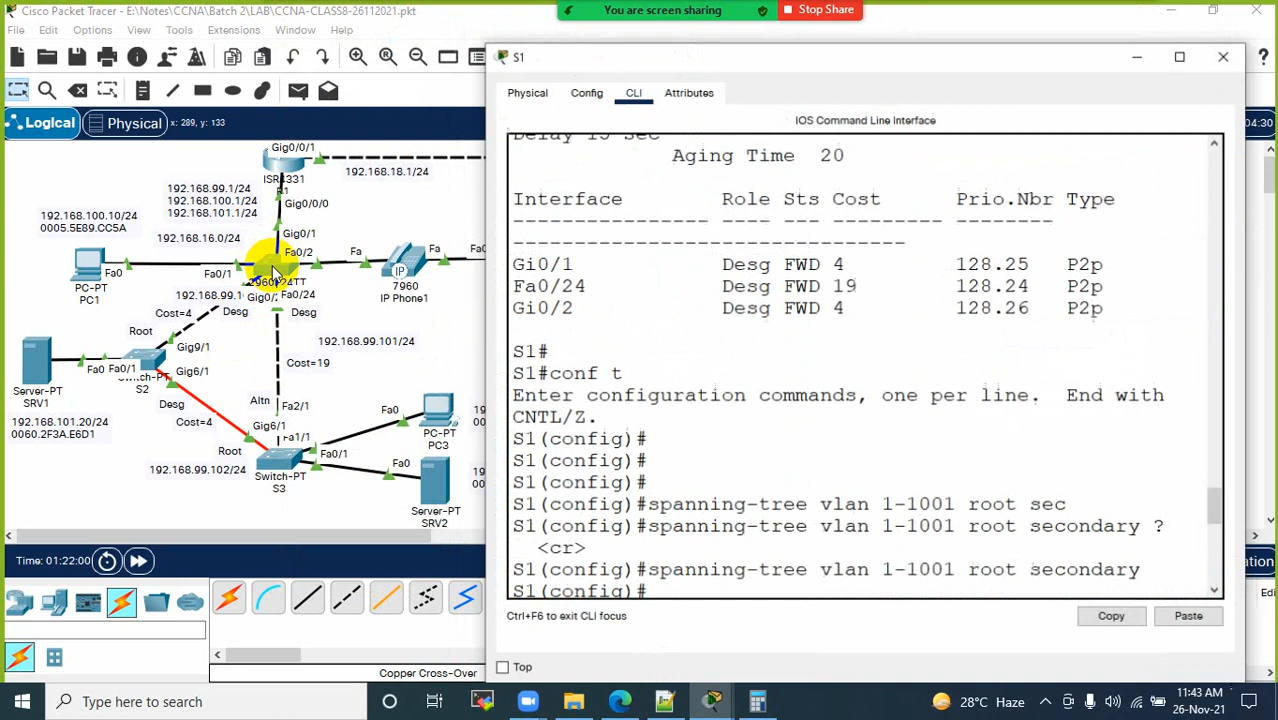 Cisco Packet Tracer - E:\Notes\CCNA\Batch 2\LAB\CCNA-CLASS8-26112021.pkt
You are screen sharing
Stop Share
File Edit Options View Tools Extensions Window Help
Logical
Physical
x: 289, y: 133
04:30
S1
Physical Config CLI Attributes
IOS Command Line Interface
Delay 15 sec
Aging Time 20
Interface Role Sts Cost Prio.Nbr Type
---------------- ---- --- --------- --------
--------------------------------
Gi0/1 Desg FWD 4 128.25 P2p
Fa0/24 Desg FWD 19 128.24 P2p
Gi0/2 Desg FWD 4 128.26 P2p
S1#
S1#conf t
Enter configuration commands, one per line. End with
CNTL/Z.
S1(config)#
S1(config)#
S1(config)#
S1(config)#spanning-tree vlan 1-1001 root sec
S1(config)#spanning-tree vlan 1-1001 root secondary ?
<cr>
S1(config)#spanning-tree vlan 1-1001 root secondary
S1(config)#
Ctrl+F6 to exit CLI focus
Copy
Paste
Top
Gig0/0/1
192.168.18.1/24
ISR4331
R1
192.168.99.1/24
192.168.100.1/24
192.168.101.1/24
Gig0/0/0
192.168.100.10/24
0005.5E89.CC5A
192.168.16.0/24
Gig0/1
Fa0/2
Fa0
Fa0/1
Fa
Fa
PC-PT
PC1
IP
7960
IP Phone1
Fa0/24
Cost=4
Desg
Desg
Root
Gig9/1
192.168.99.101/24
Cost=19
Fa0
Fa0/1
Gig6/1
Server-PT
SRV1
Switch-PT
S2
Desg
Cost=4
Altn
Fa2/1
Gig6/1
Fa0
PC-PT
PC3
192.168.101.20/24
0060.2F3A.E6D1
Root
Fa1/1
Fa0/1
Fa0
192.168.99.102/24
Switch-PT
S3
Server-PT
SRV2
Time: 01:22:00
Copper Cross-Over
Type here to search
28°C Haze
11:43 AM
26-Nov-21